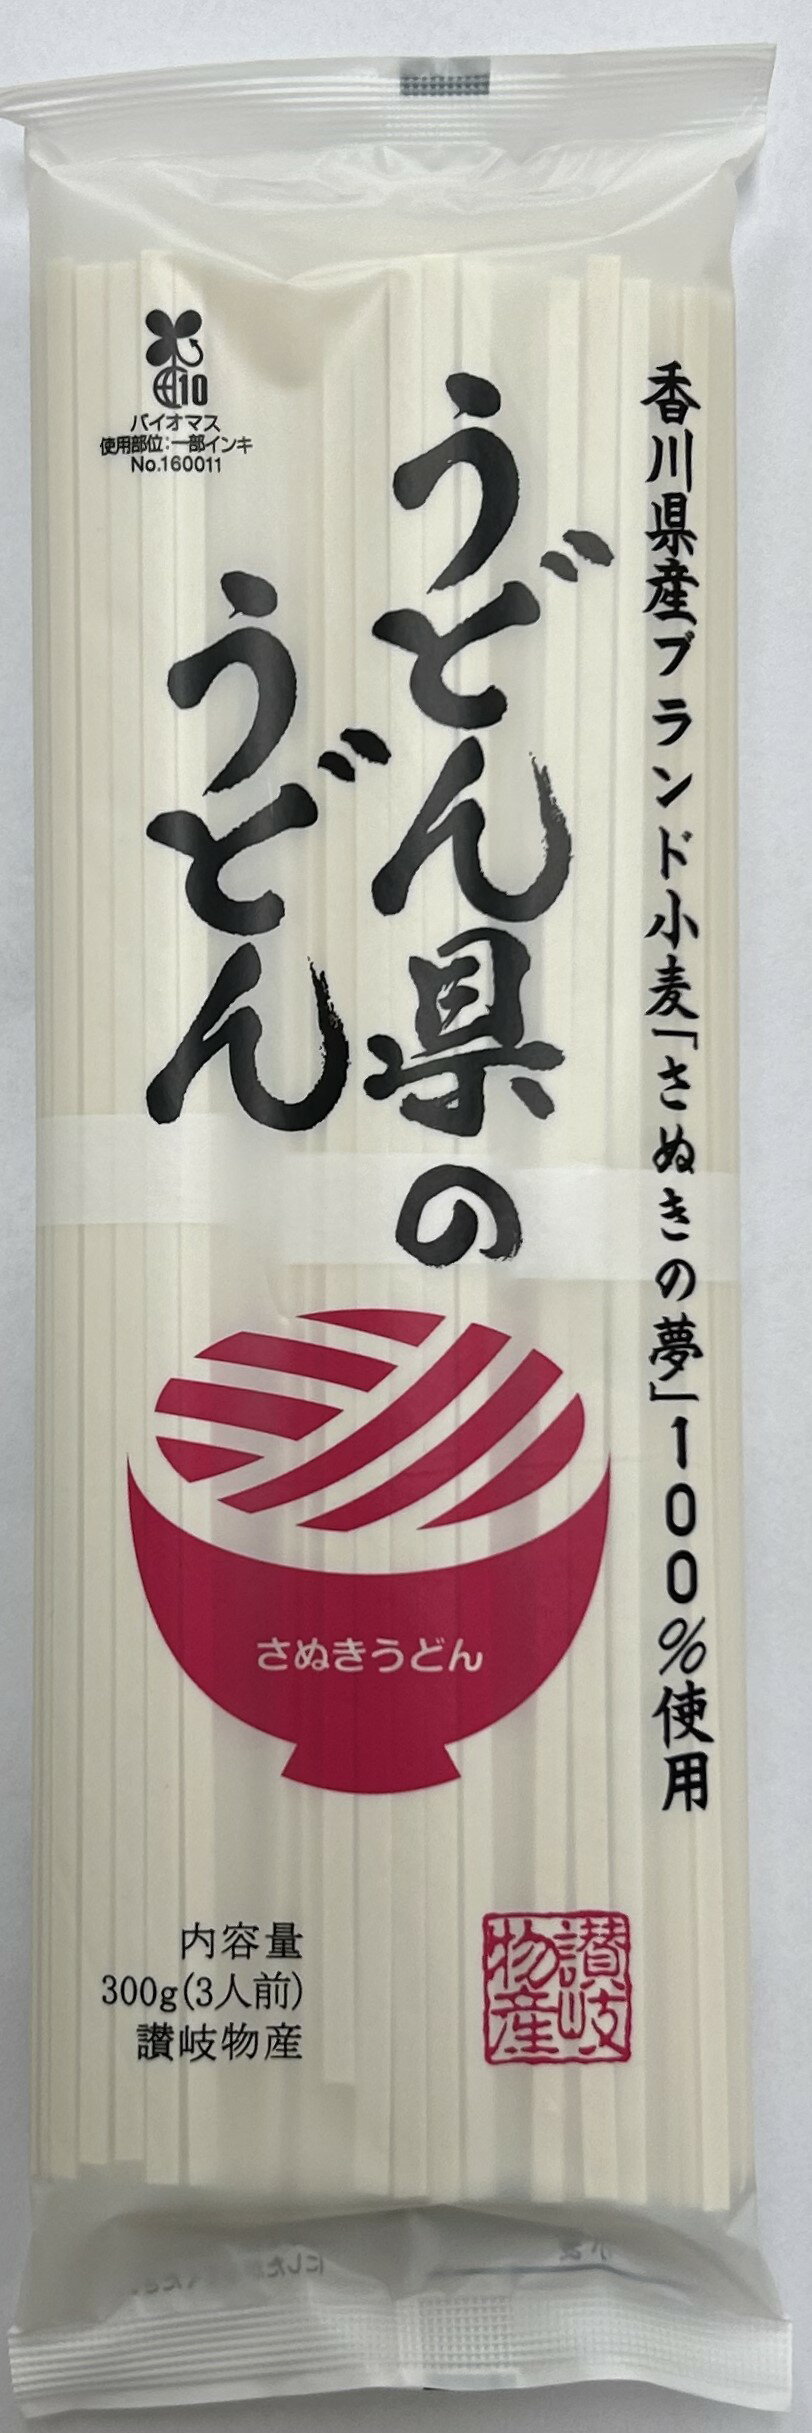 香川県産ブランド小麦「さぬきの夢」100%使用
うどん県の
うどん
10
バイオマス
使用部位:一部インキ
No.160011
さぬきうどん
内容量
300g(3人前)
讃岐物産
讃岐
物産